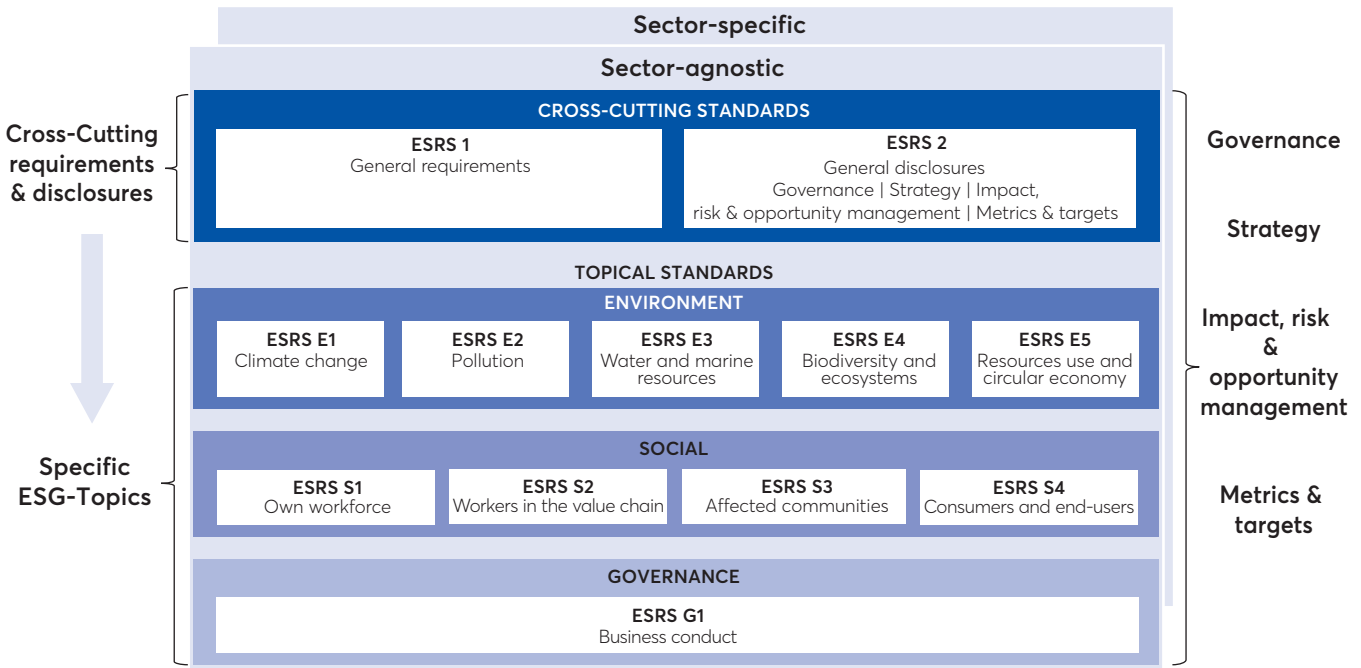 Sector-specific
Sector-agnostic
Cross-Cutting
requirements
& disclosures
CROSS-CUTTING STANDARDS
ESRS 1
General requirements
ESRS 2
General disclosures
Governance | Strategy | Impact,
risk & opportunity management | Metrics & targets
TOPICAL STANDARDS
Specific
ESG-Topics
ENVIRONMENT
ESRS E1
Climate change
ESRS E2
Pollution
ESRS E3
Water and marine
resources
ESRS E4
Biodiversity and
ecosystems
ESRS E5
Resources use and
circular economy
SOCIAL
ESRS S1
Own workforce
ESRS S2
Workers in the value chain
ESRS S3
Affected communities
ESRS S4
Consumers and end-users
GOVERNANCE
ESRS G1
Business conduct
Governance
Strategy
Impact, risk
&
opportunity
management
Metrics &
targets